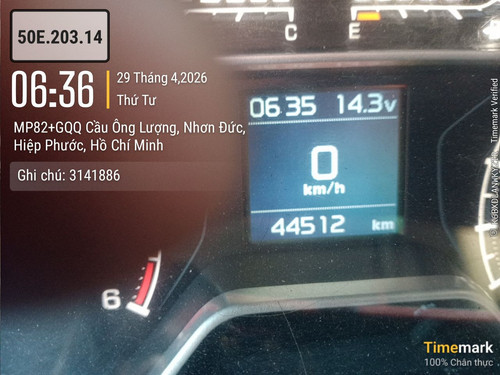 50E.203.14
06:36
29 Tháng 4,2026
Thứ Tư
MP82+GQQ Cầu Ông Lượng, Nhơn Đức,
Hiệp Phước, Hồ Chí Minh
Ghi chú: 3141886
C E
06:35 14.3v
0
km/h
44512 km
6
Timemark
100% Chân thực
Timemark Verified